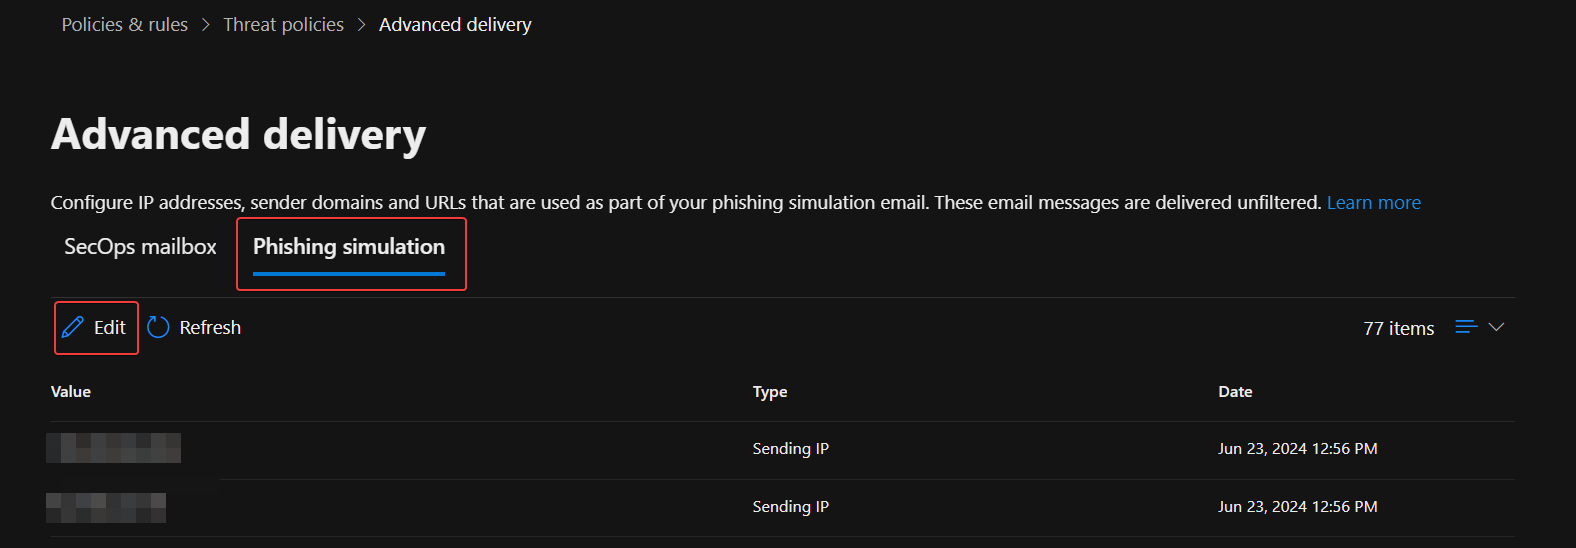 Policies & rules > Threat policies > Advanced delivery
Advanced delivery
Configure IP addresses, sender domains and URLs that are used as part of your phishing simulation email. These email messages are delivered unfiltered. Learn more
SecOps mailbox Phishing simulation
Edit Refresh 77 items
Value Type Date
Sending IP Jun 23, 2024 12:56 PM
Sending IP Jun 23, 2024 12:56 PM